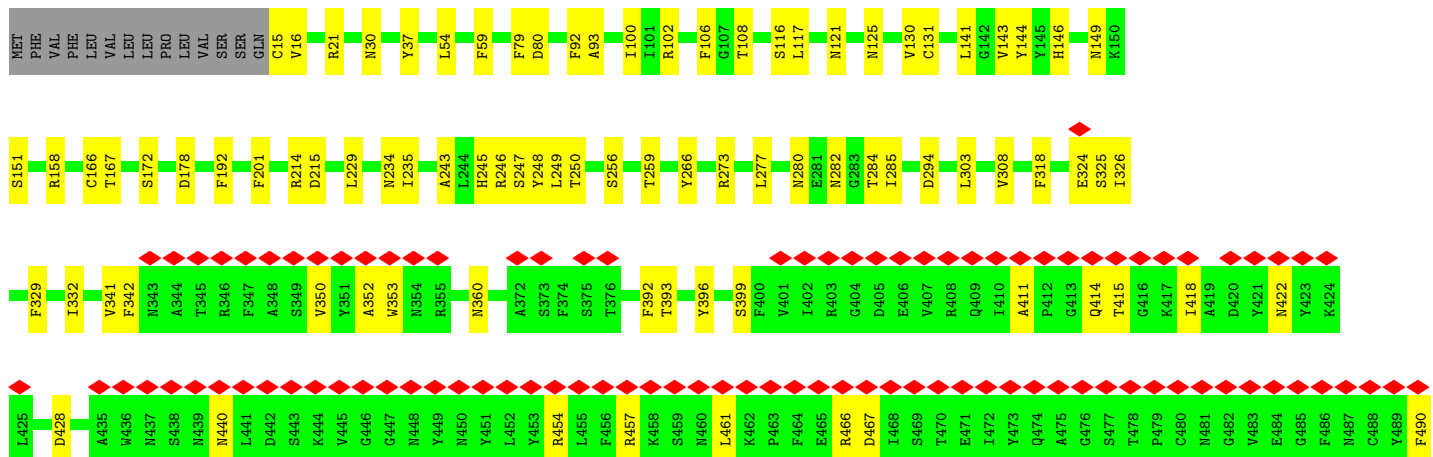 MET PHE VAL PHE PHE LEU VAL LEU LEU PRO LEU VAL SER SER GLN C15 V16 R21 N30 Y37 L54 F59 F79 D80 F92 A93 I100 I101 R102 F106 G107 T108 S116 L117 N121 N125 V130 C131 L141 G142 V143 Y144 Y145 H146 N149 K150
S151 R158 C166 T167 S172 D178 F192 F201 R214 D215 L229 N234 I235 A243 L244 H245 R246 S247 Y248 L249 T250 S256 T259 Y266 R273 L277 N280 E281 N282 G283 T284 I285 D294 L303 V308 F318 E324 S325 I326
F329 I332 V341 F342 N343 A344 T345 R346 F347 A348 S349 V350 Y351 A352 W353 N354 R355 N360 A372 S373 F374 S375 T376 F392 T393 Y396 S399 F400 V401 I402 R403 G404 D405 E406 V407 R408 Q409 I410 A411 P412 G413 Q414 T415 G416 K417 I418 A419 D420 Y421 N422 Y423 K424
L425 D428 A435 W436 N437 S438 N439 N440 L441 D442 S443 K444 V445 G446 G447 N448 Y449 N450 Y451 L452 Y453 R454 L455 F456 R457 K458 S459 N460 L461 K462 P463 F464 E465 R466 D467 I468 S469 T470 E471 I472 Y473 Q474 A475 G476 S477 T478 P479 C480 N481 G482 V483 E484 G485 F486 N487 C488 Y489 F490